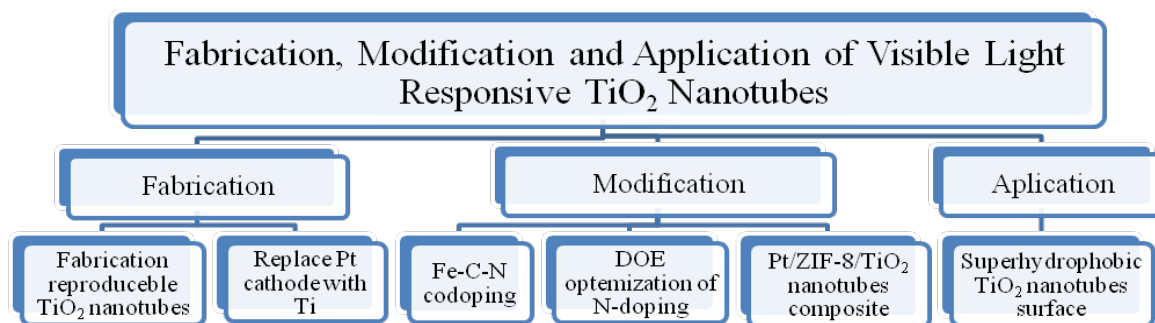 Fabrication, Modification and Application of Visible Light
Responsive TiO₂ Nanotubes
Fabrication
Modification
Aplication
Fabrication
reproduceble
TiO₂ nanotubes
Replace Pt
cathode with
Ti
Fe-C-N
codoping
DOE
optemization of
N-doping
Pt/ZIF-8/TiO₂
nanotubes
composite
Superhydrophobic
TiO₂ nanotubes
surface